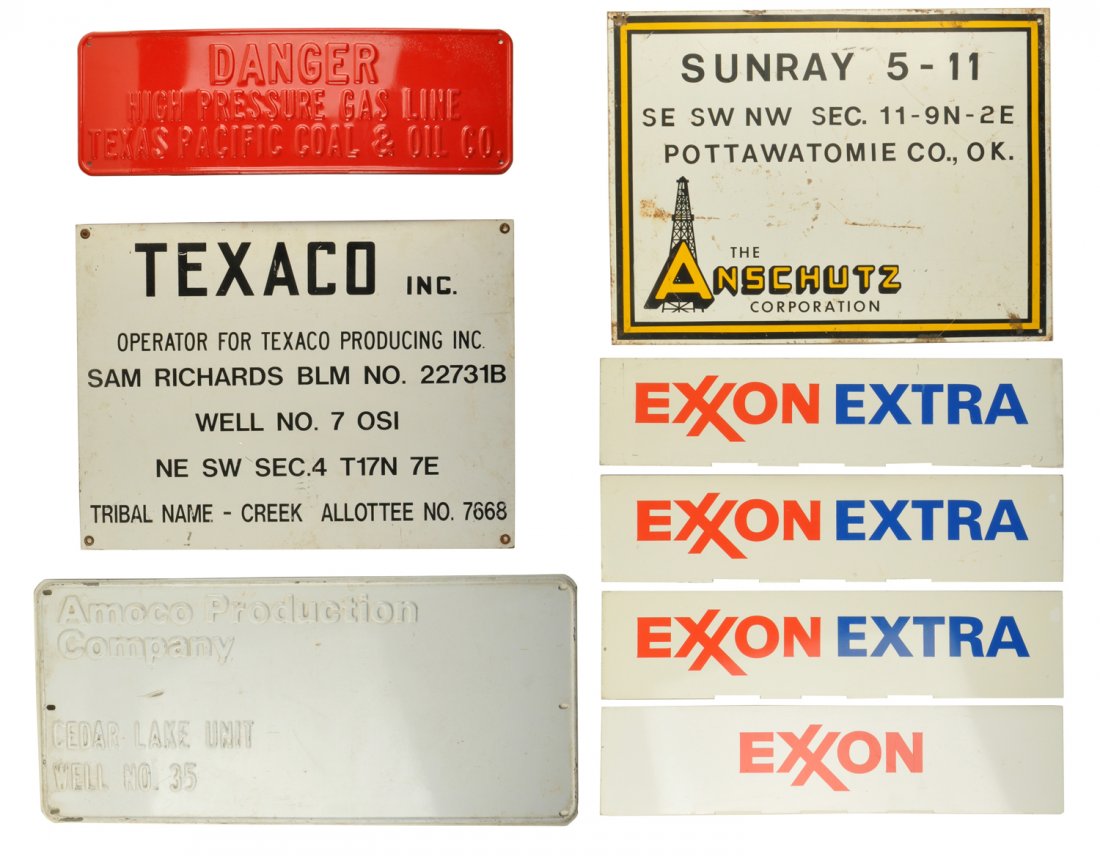 DANGER
HIGH PRESSURE GAS LINE
TEXAS PACIFIC COAL & OIL CO.
TEXACO INC.
OPERATOR FOR TEXACO PRODUCING INC.
SAM RICHARDS BLM NO. 22731B
WELL NO. 7 OSI
NE SW SEC.4 T17N 7E
TRIBAL NAME - CREEK ALLOTTEE NO. 7668
Amoco Production
Company
CEDAR LAKE UNIT
WELL NO. 35
SUNRAY 5-11
SE SW NW SEC. 11-9N-2E
POTTAWATOMIE CO., OK.
THE
ANSCHUTZ
CORPORATION
EXXON EXTRA
EXXON EXTRA
EXXON EXTRA
EXXON